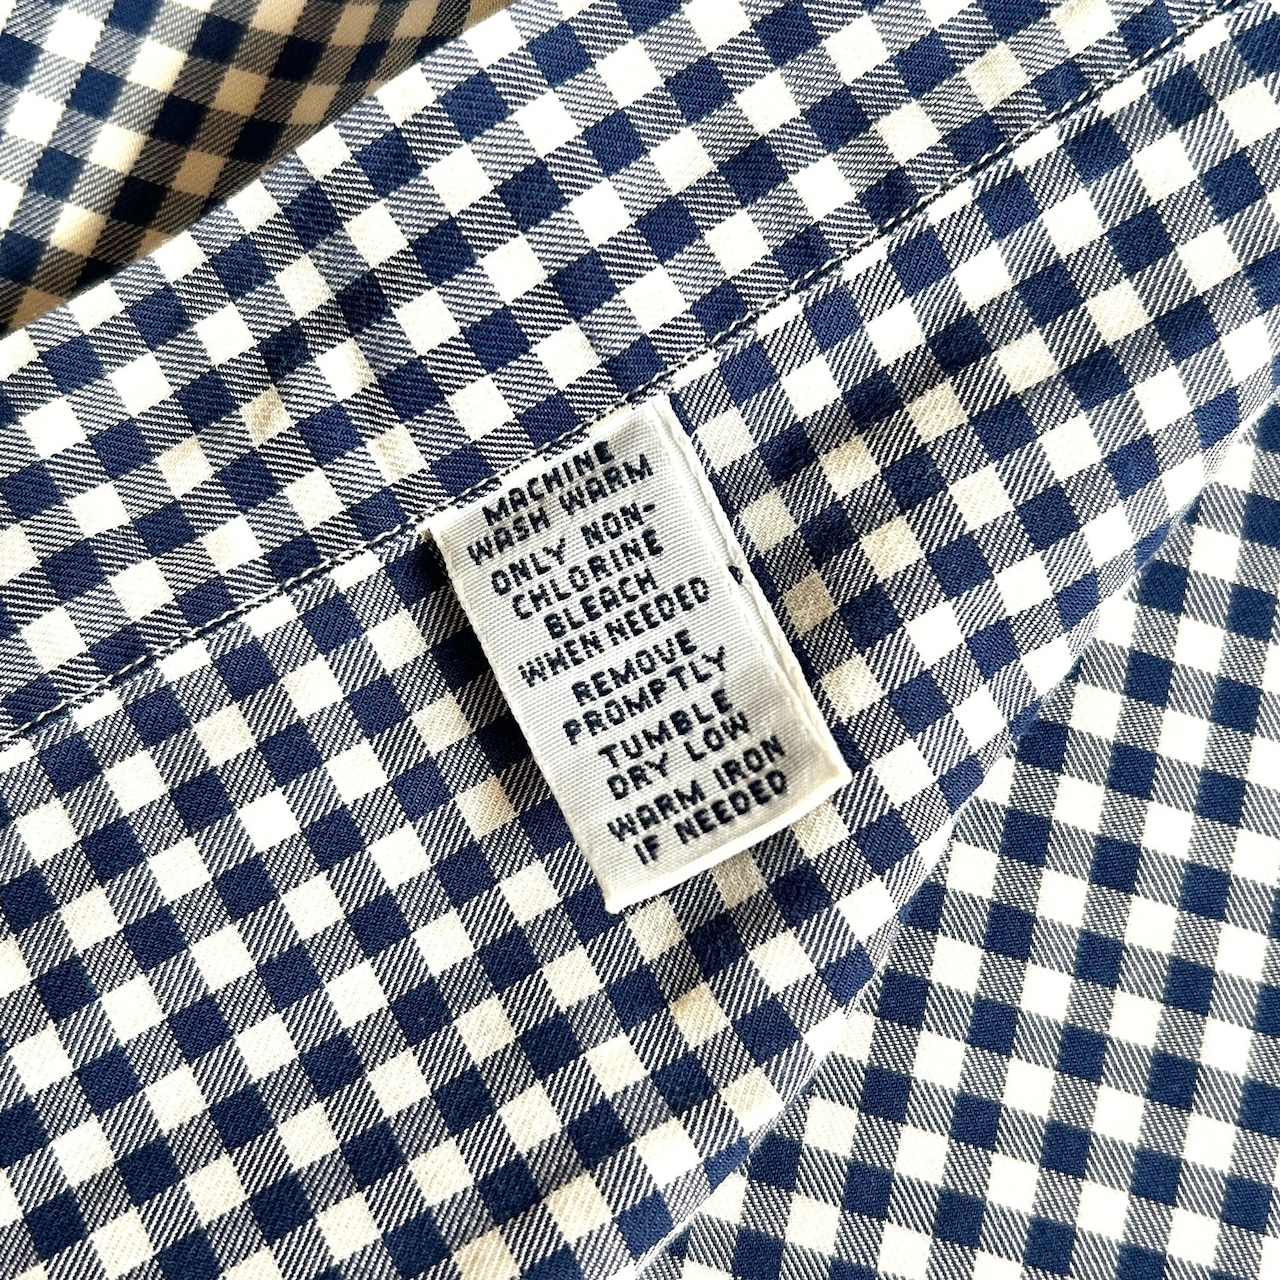 MACHINE
WASH WARM
ONLY NON-
CHLORINE
BLEACH
WHEN NEEDED
REMOVE
PROMPTLY
TUMBLE
DRY LOW
WARM IRON
IF NEEDED